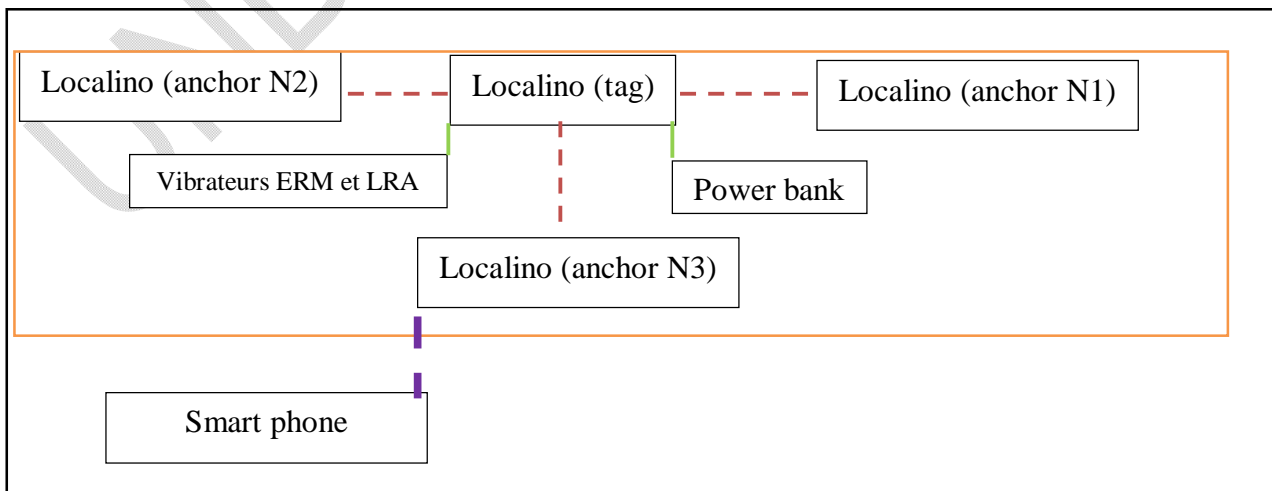 Localino (anchor N2)
Localino (tag)
Localino (anchor N1)
Vibrateurs ERM et LRA
Power bank
Localino (anchor N3)
Smart phone